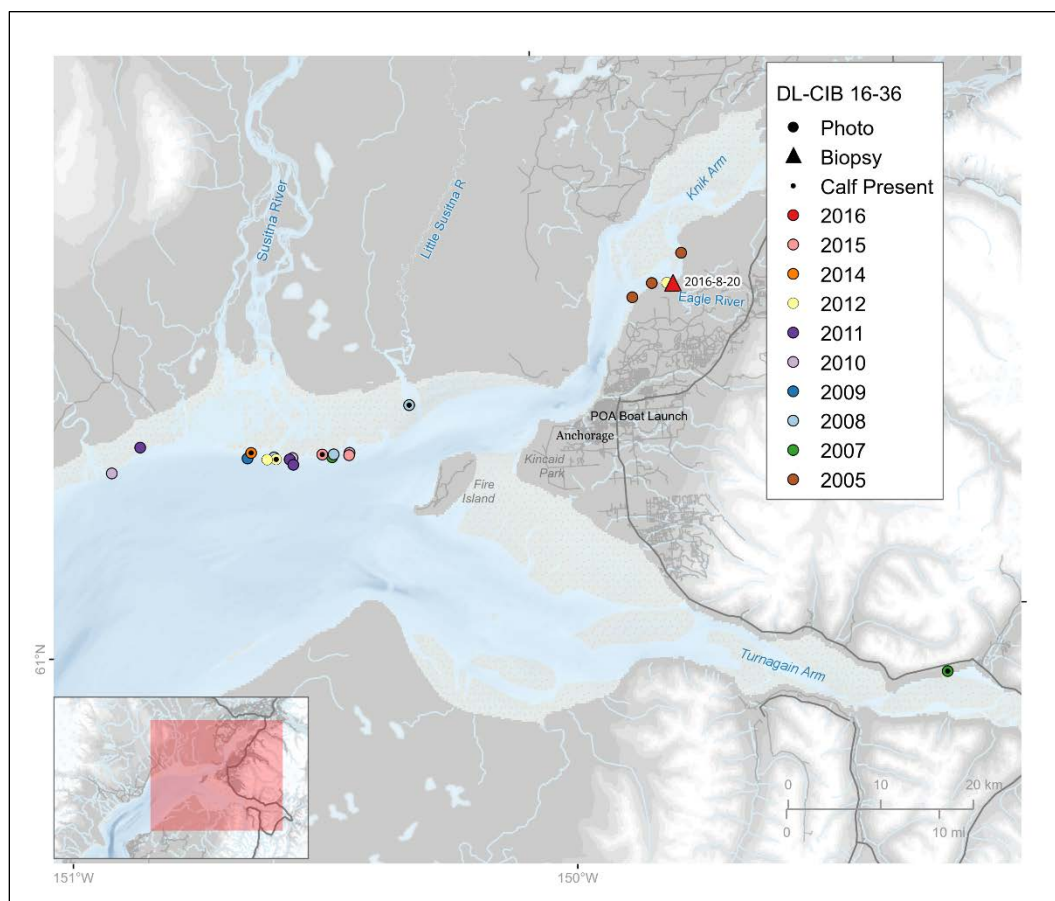 DL-CIB 16-36
Photo
Biopsy
Calf Present
2016
2015
2014
2012
2011
2010
2009
2008
2007
2005
Knik Arm
Susitna River
Little Susitna R
2016-8-20
Eagle River
POA Boat Launch
Anchorage
Kincaid
Park
Fire
Island
61°N
Turnagain Arm
0 10 20 km
0 10 mi
151°W 150°W